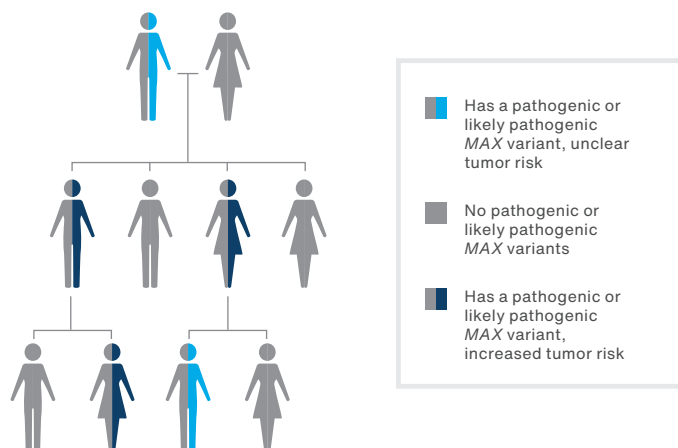 Has a pathogenic or
likely pathogenic
MAX variant, unclear
tumor risk
No pathogenic or
likely pathogenic
MAX variants
Has a pathogenic or
likely pathogenic
MAX variant,
increased tumor risk